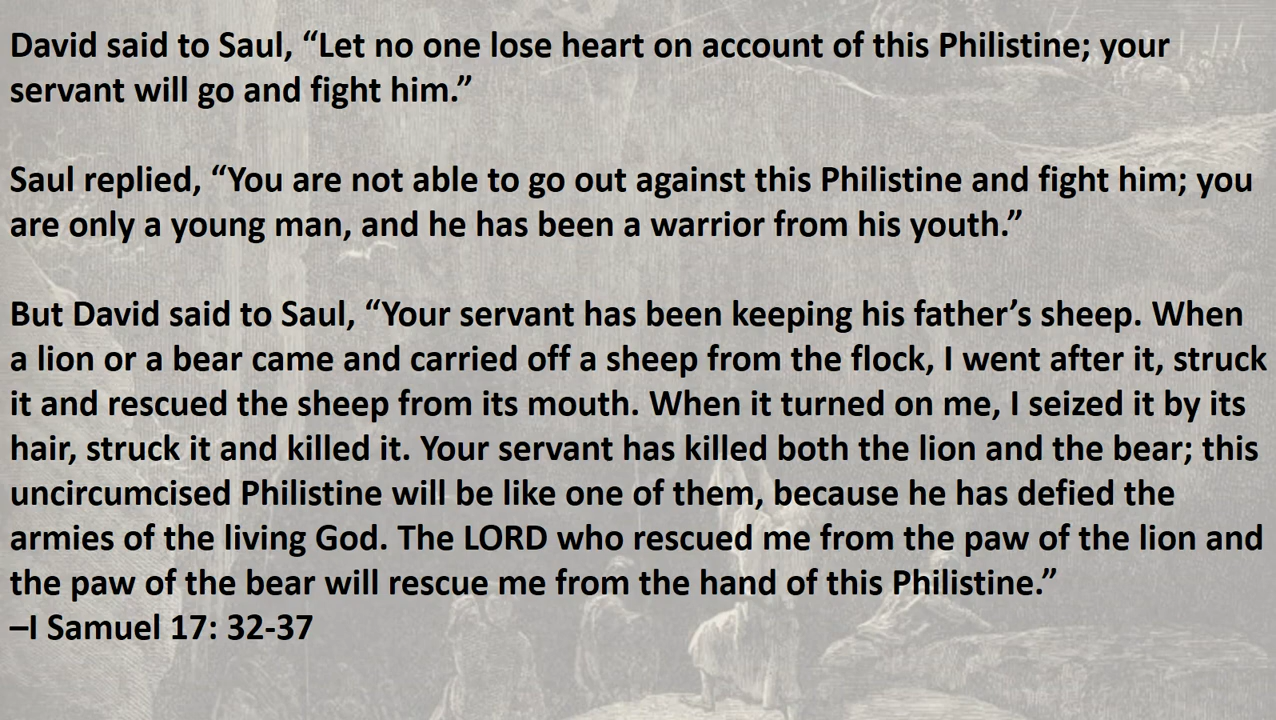 David said to Saul, “Let no one lose heart on account of this Philistine; your
servant will go and fight him.”
Saul replied, “You are not able to go out against this Philistine and fight him; you
are only a young man, and he has been a warrior from his youth.”
But David said to Saul, “Your servant has been keeping his father’s sheep. When
a lion or a bear came and carried off a sheep from the flock, I went after it, struck
it and rescued the sheep from its mouth. When it turned on me, I seized it by its
hair, struck it and killed it. Your servant has killed both the lion and the bear; this
uncircumcised Philistine will be like one of them, because he has defied the
armies of the living God. The LORD who rescued me from the paw of the lion and
the paw of the bear will rescue me from the hand of this Philistine.”
–I Samuel 17: 32-37